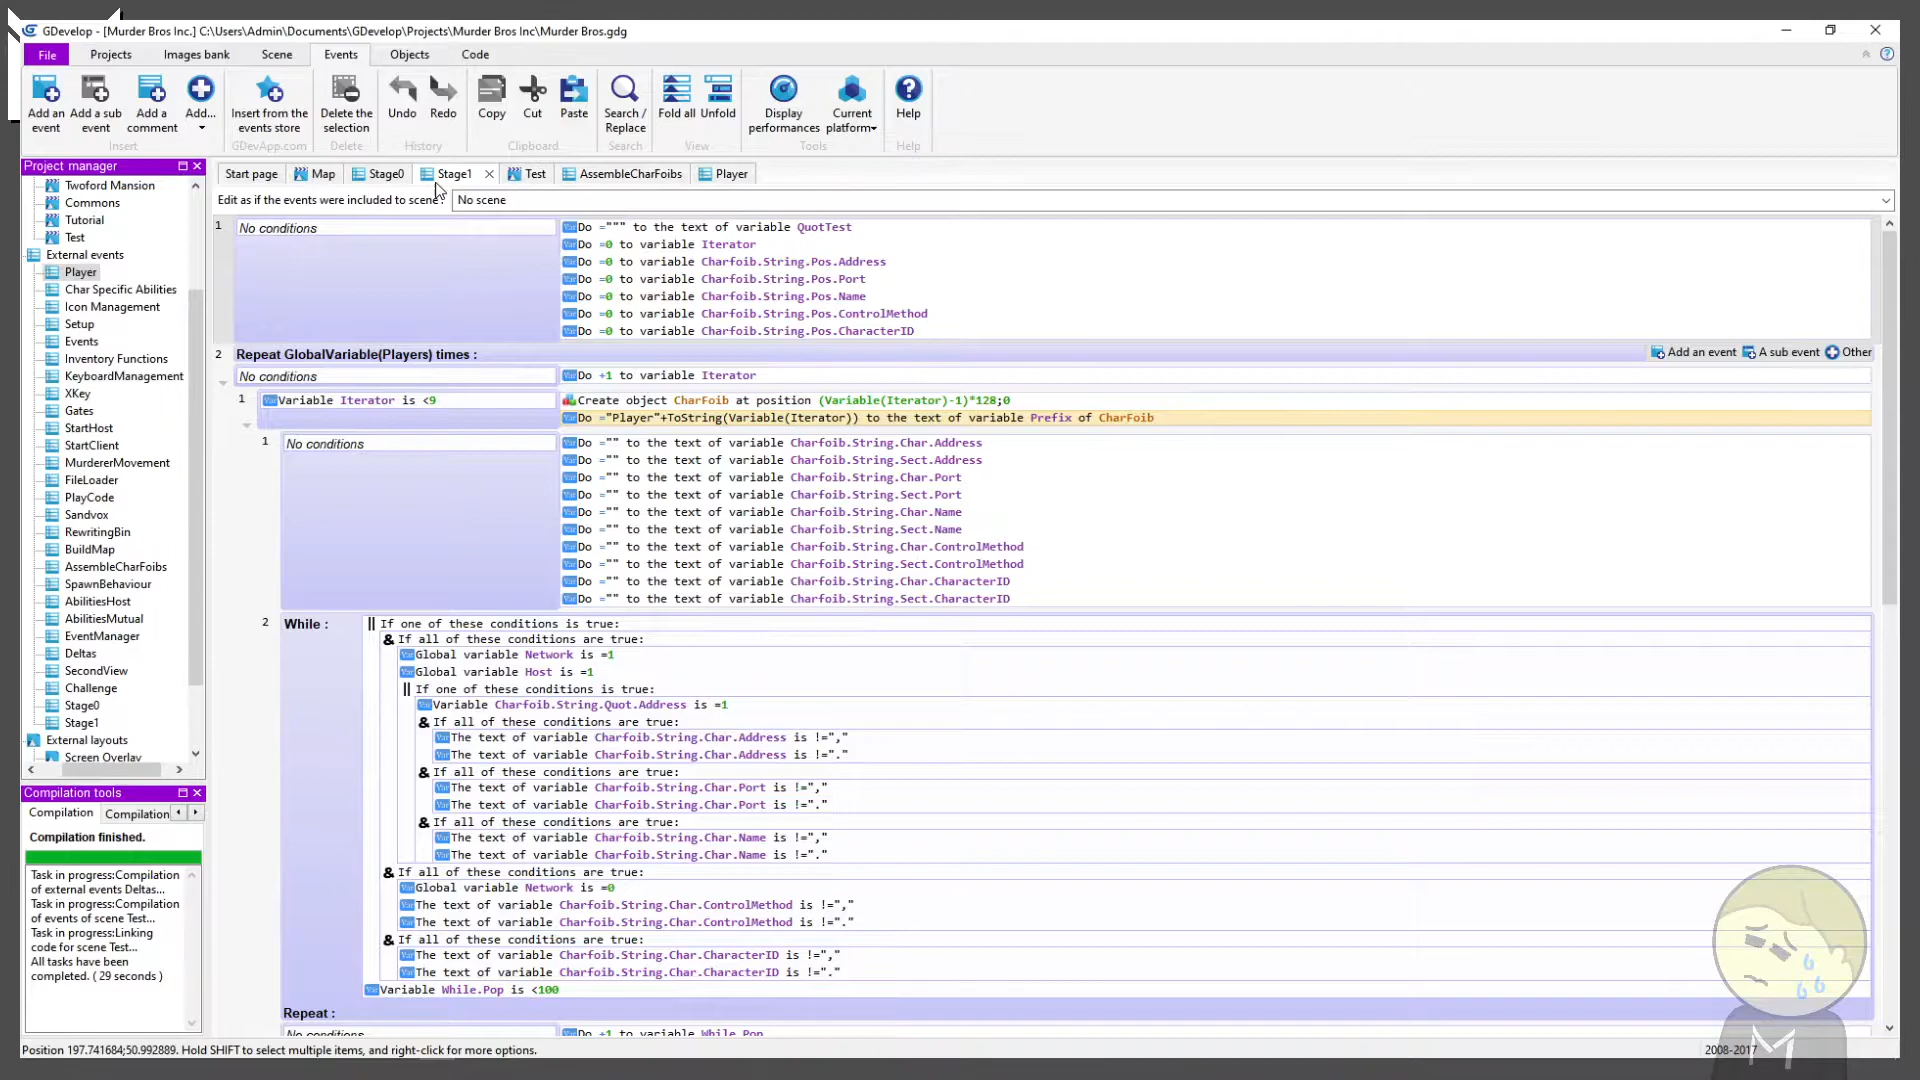 GDevelop - [Murder Bros Inc.] C:\Users\Admin\Documents\GDevelop\Projects\Murder Bros Inc\Murder Bros.gdg
File Projects Images bank Scene Events Objects Code
Add an event Add a sub event Add a comment Add... Insert from the events store Delete the selection Undo Redo Copy Cut Paste Search / Replace Fold all Unfold Display performances Current platform Help
Insert GDevApp.com Delete History Clipboard Search View Tools Help
Project manager
Twoford Mansion
Commons
Tutorial
Test
External events
Player
Char Specific Abilities
Icon Management
Setup
Events
Inventory Functions
KeyboardManagement
XKey
Gates
StartHost
StartClient
MurdererMovement
FileLoader
PlayCode
Sandvox
RewritingBin
BuildMap
AssembleCharFoibs
SpawnBehaviour
AbilitiesHost
AbilitiesMutual
EventManager
Deltas
SecondView
Challenge
Stage0
Stage1
External layouts
Screen Overlay
Compilation tools
Compilation Compilation
Compilation finished.
Task in progress:Compilation
of external events Deltas...
Task in progress:Compilation
of events of scene Test...
Task in progress:Linking
code for scene Test...
All tasks have been
completed. ( 29 seconds )
Start page Map Stage0 Stage1 Test AssembleCharFoibs Player
Edit as if the events were included to scene : No scene
1 No conditions Do =""" to the text of variable QuotTest
Do =0 to variable Iterator
Do =0 to variable Charfoib.String.Pos.Address
Do =0 to variable Charfoib.String.Pos.Port
Do =0 to variable Charfoib.String.Pos.Name
Do =0 to variable Charfoib.String.Pos.ControlMethod
Do =0 to variable Charfoib.String.Pos.CharacterID
2 Repeat GlobalVariable(Players) times : Add an event A sub event Other
No conditions Do +1 to variable Iterator
1 Variable Iterator is <9 Create object CharFoib at position (Variable(Iterator)-1)*128;0
Do ="Player"+ToString(Variable(Iterator)) to the text of variable Prefix of CharFoib
1 No conditions Do ="" to the text of variable Charfoib.String.Char.Address
Do ="" to the text of variable Charfoib.String.Sect.Address
Do ="" to the text of variable Charfoib.String.Char.Port
Do ="" to the text of variable Charfoib.String.Sect.Port
Do ="" to the text of variable Charfoib.String.Char.Name
Do ="" to the text of variable Charfoib.String.Sect.Name
Do ="" to the text of variable Charfoib.String.Char.ControlMethod
Do ="" to the text of variable Charfoib.String.Sect.ControlMethod
Do ="" to the text of variable Charfoib.String.Char.CharacterID
Do ="" to the text of variable Charfoib.String.Sect.CharacterID
2 While : || If one of these conditions is true:
& If all of these conditions are true:
Global variable Network is =1
Global variable Host is =1
|| If one of these conditions is true:
Variable Charfoib.String.Quot.Address is =1
& If all of these conditions are true:
The text of variable Charfoib.String.Char.Address is !=","
The text of variable Charfoib.String.Char.Address is !="."
& If all of these conditions are true:
The text of variable Charfoib.String.Char.Port is !=","
The text of variable Charfoib.String.Char.Port is !="."
& If all of these conditions are true:
The text of variable Charfoib.String.Char.Name is !=","
The text of variable Charfoib.String.Char.Name is !="."
& If all of these conditions are true:
Global variable Network is =0
The text of variable Charfoib.String.Char.ControlMethod is !=","
The text of variable Charfoib.String.Char.ControlMethod is !="."
& If all of these conditions are true:
The text of variable Charfoib.String.Char.CharacterID is !=","
The text of variable Charfoib.String.Char.CharacterID is !="."
Variable While.Pop is <100
Repeat :
No conditions Do +1 to variable While.Pop
Position 197.741684;50.992889. Hold SHIFT to select multiple items, and right-click for more options. 2008-2017